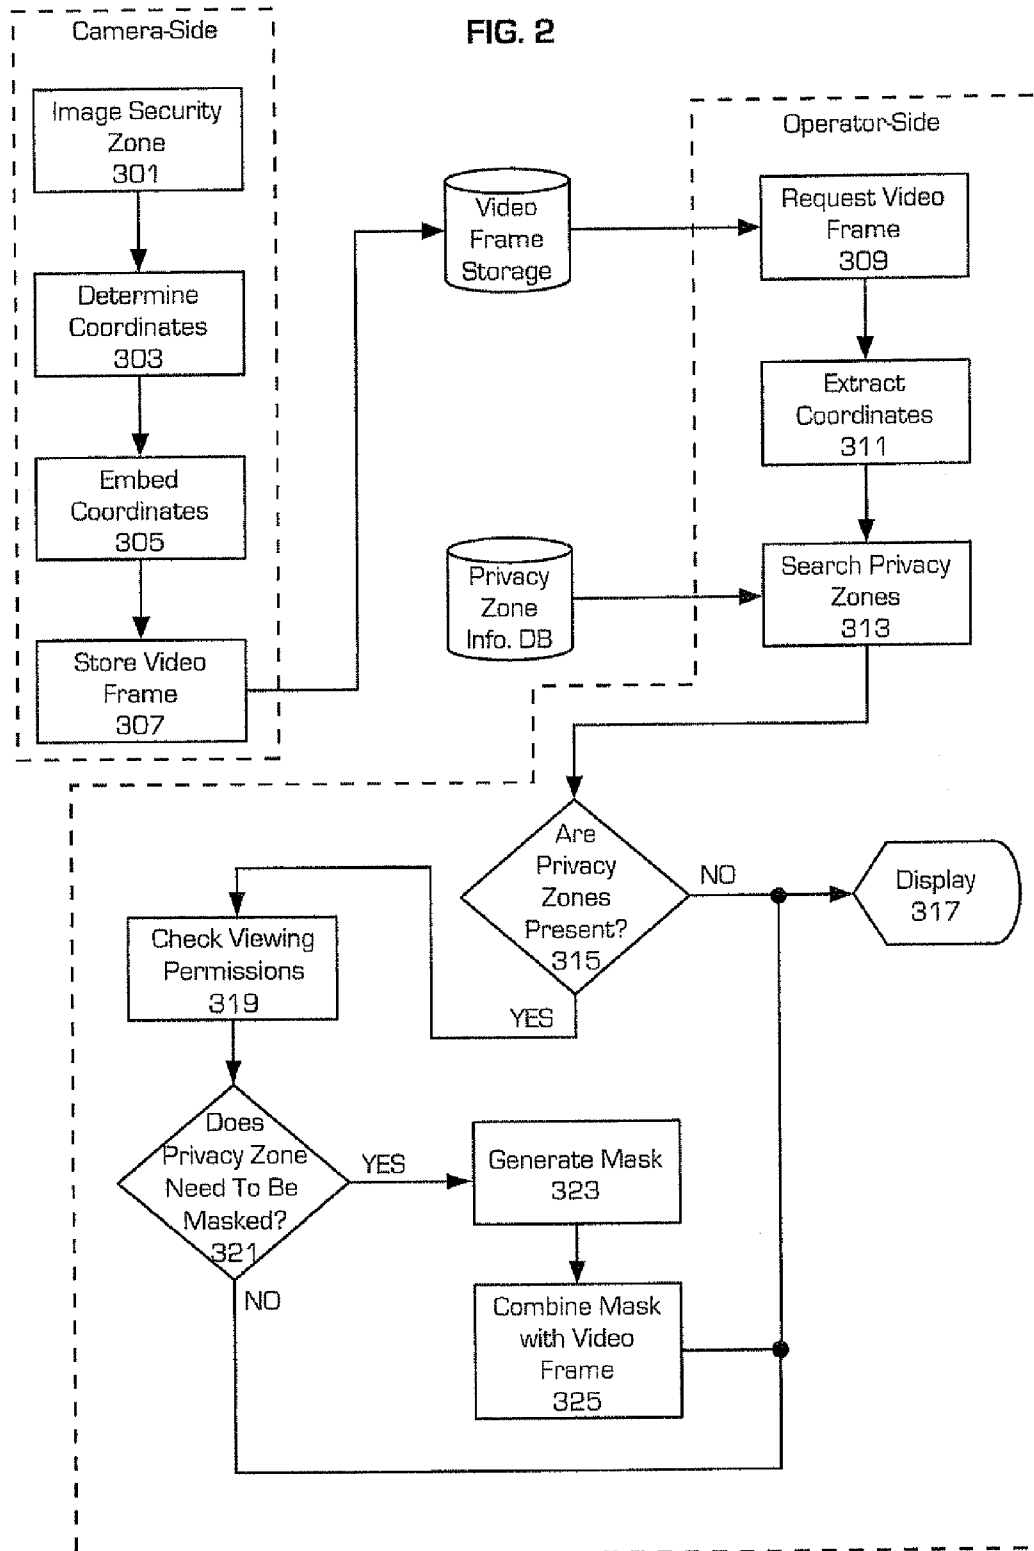 FIG. 2
Camera-Side
Image Security
Zone
301
Determine
Coordinates
303
Embed
Coordinates
305
Store Video
Frame
307
Video
Frame
Storage
Privacy
Zone
Info. DB
Operator-Side
Request Video
Frame
309
Extract
Coordinates
311
Search Privacy
Zones
313
Are
Privacy
Zones
Present?
315
NO
YES
Display
317
Check Viewing
Permissions
319
Does
Privacy Zone
Need To Be
Masked?
321
YES
NO
Generate Mask
323
Combine Mask
with Video
Frame
325